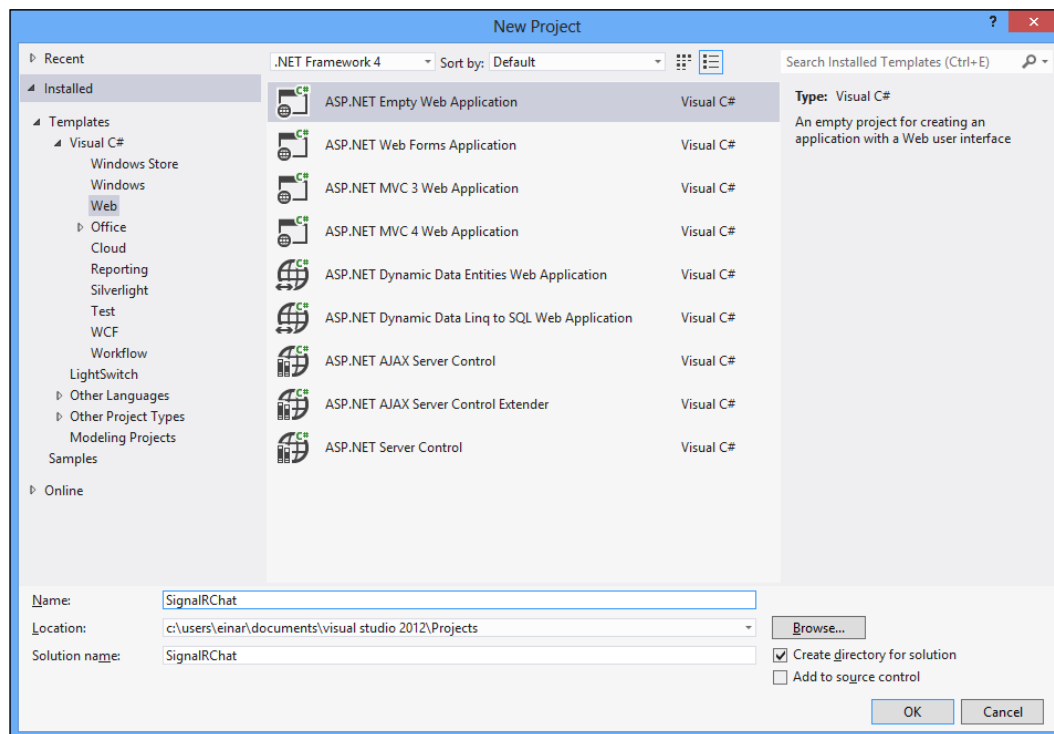 New Project
?
Recent
Installed
Templates
Visual C#
Windows Store
Windows
Web
Office
Cloud
Reporting
Silverlight
Test
WCF
Workflow
LightSwitch
Other Languages
Other Project Types
Modeling Projects
Samples
Online
.NET Framework 4
Sort by: Default
C# ASP.NET Empty Web Application Visual C#
C# ASP.NET Web Forms Application Visual C#
C# ASP.NET MVC 3 Web Application Visual C#
C# ASP.NET MVC 4 Web Application Visual C#
C# ASP.NET Dynamic Data Entities Web Application Visual C#
C# ASP.NET Dynamic Data Linq to SQL Web Application Visual C#
C# ASP.NET AJAX Server Control Visual C#
C# ASP.NET AJAX Server Control Extender Visual C#
C# ASP.NET Server Control Visual C#
Search Installed Templates (Ctrl+E)
Type: Visual C#
An empty project for creating an
application with a Web user interface
Name: SignalRChat
Location: c:\users\einar\documents\visual studio 2012\Projects
Browse...
Solution name: SignalRChat
Create directory for solution
Add to source control
OK Cancel